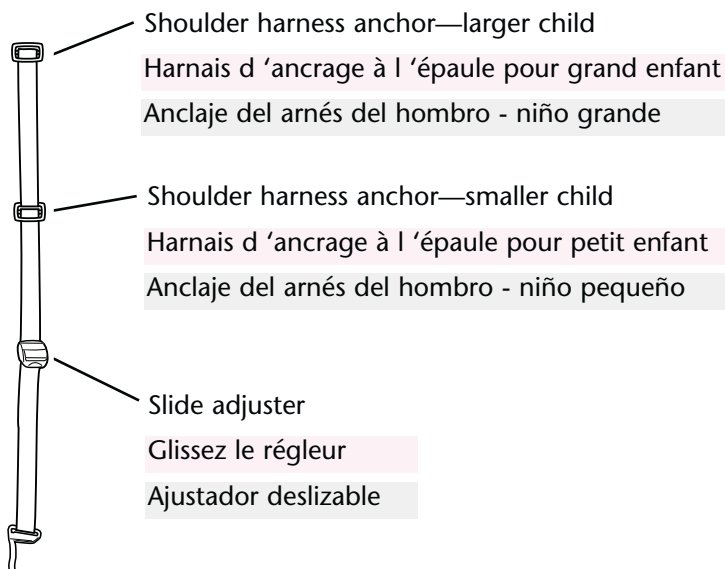 Shoulder harness anchor—larger child
Harnais d ‘ancrage à l ‘épaule pour grand enfant
Anclaje del arnés del hombro - niño grande
Shoulder harness anchor—smaller child
Harnais d ‘ancrage à l ‘épaule pour petit enfant
Anclaje del arnés del hombro - niño pequeño
Slide adjuster
Glissez le régleur
Ajustador deslizable